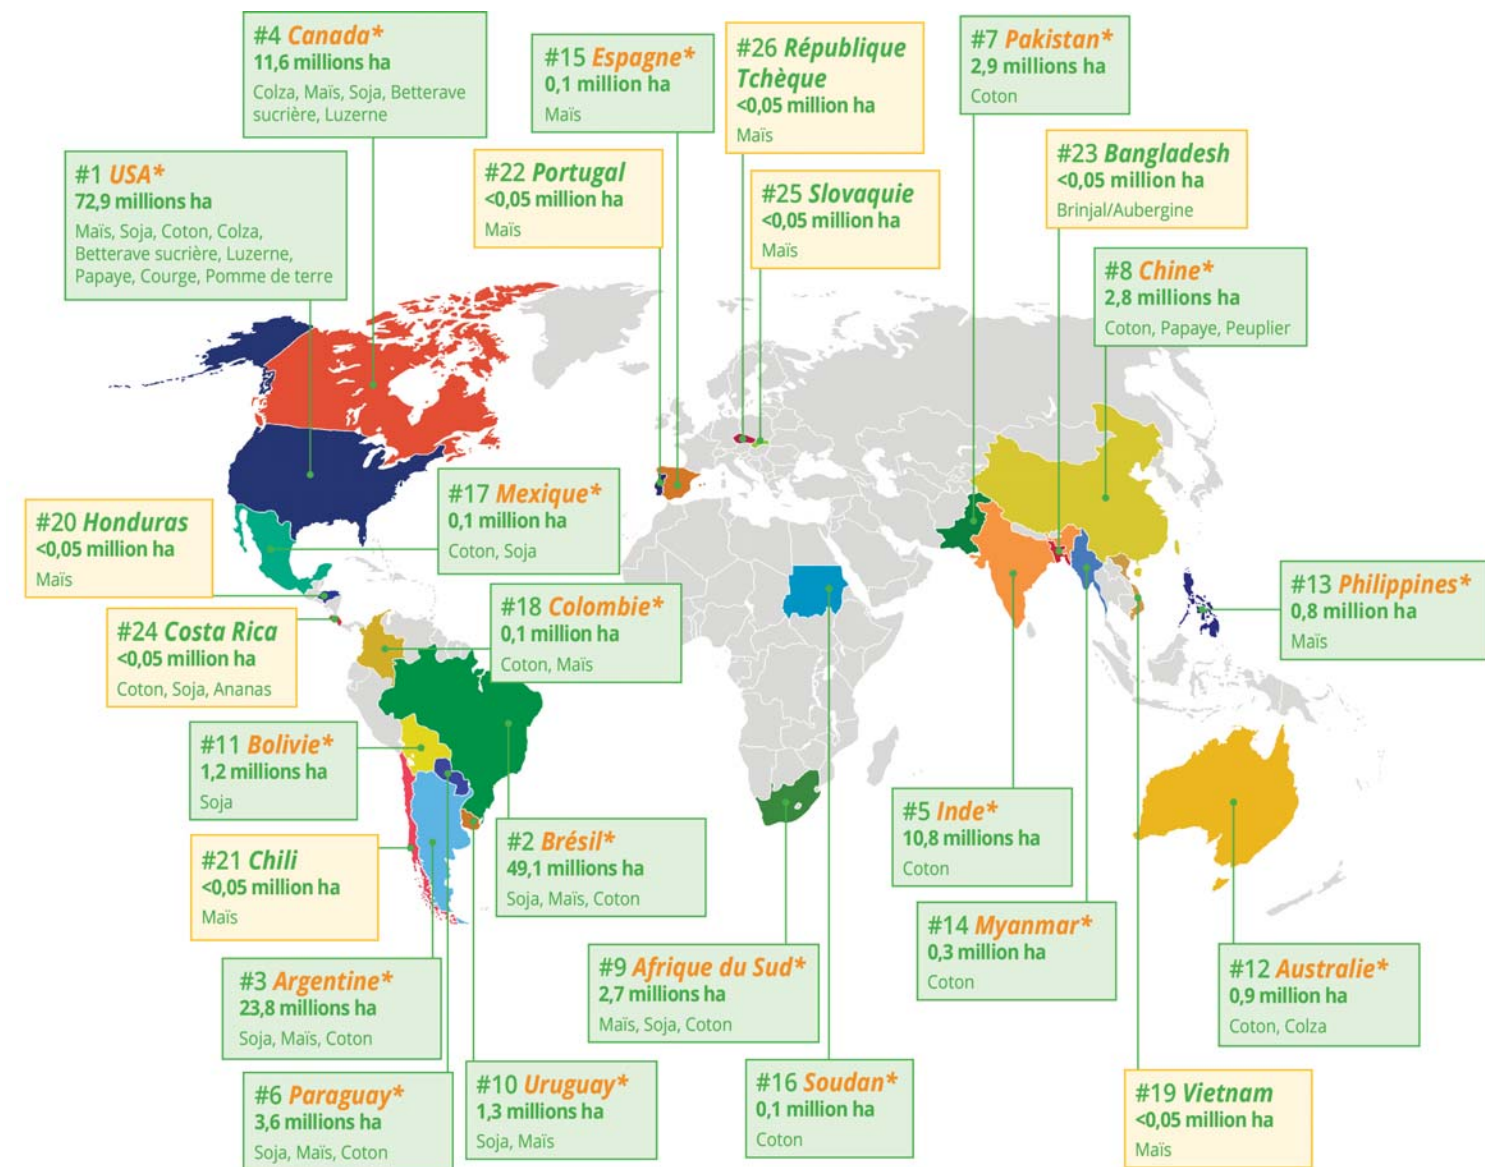 #4 Canada*
11,6 millions ha
Colza, Maïs, Soja, Betterave
sucrière, Luzerne
#15 Espagne*
0,1 million ha
Maïs
#26 République
Tchèque
<0,05 million ha
Maïs
#7 Pakistan*
2,9 millions ha
Coton
#1 USA*
72,9 millions ha
Maïs, Soja, Coton, Colza,
Betterave sucrière, Luzerne,
Papaye, Courge, Pomme de terre
#22 Portugal
<0,05 million ha
Maïs
#25 Slovaquie
<0,05 million ha
Maïs
#23 Bangladesh
<0,05 million ha
Brinjal/Aubergine
#8 Chine*
2,8 millions ha
Coton, Papaye, Peuplier
#20 Honduras
<0,05 million ha
Maïs
#17 Mexique*
0,1 million ha
Coton, Soja
#13 Philippines*
0,8 million ha
Maïs
#24 Costa Rica
<0,05 million ha
Coton, Soja, Ananas
#18 Colombie*
0,1 million ha
Coton, Maïs
#11 Bolivie*
1,2 millions ha
Soja
#21 Chili
<0,05 million ha
Maïs
#2 Brésil*
49,1 millions ha
Soja, Maïs, Coton
#5 Inde*
10,8 millions ha
Coton
#14 Myanmar*
0,3 million ha
Coton
#3 Argentine*
23,8 millions ha
Soja, Maïs, Coton
#9 Afrique du Sud*
2,7 millions ha
Maïs, Soja, Coton
#12 Australie*
0,9 million ha
Coton, Colza
#6 Paraguay*
3,6 millions ha
Soja, Maïs, Coton
#10 Uruguay*
1,3 millions ha
Soja, Maïs
#16 Soudan*
0,1 million ha
Coton
#19 Vietnam
<0,05 million ha
Maïs